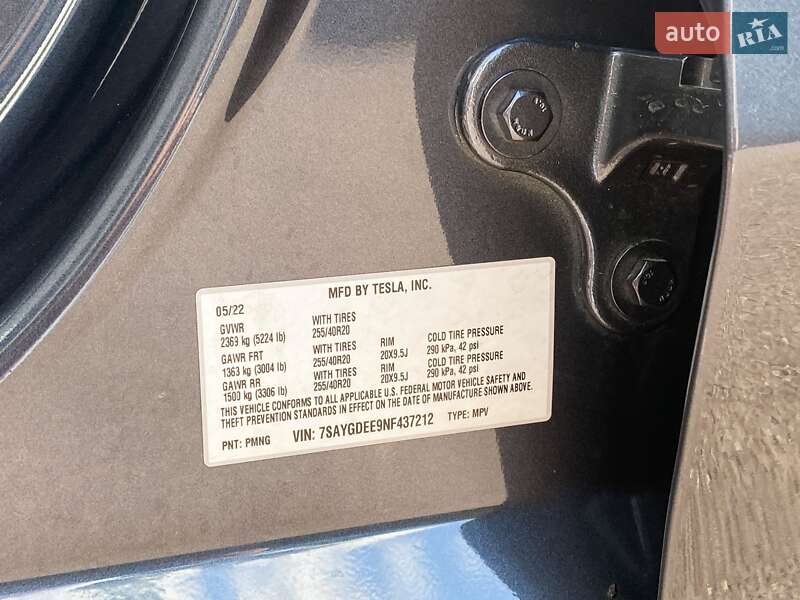 auto RIA .com
MFD BY TESLA, INC.
05/22
GVWR WITH TIRES
2369 kg (5224 lb) 255/40R20
GAWR FRT WITH TIRES RIM COLD TIRE PRESSURE
1363 kg (3004 lb) 255/40R20 20X9.5J 290 kPa, 42 psi
GAWR RR WITH TIRES RIM COLD TIRE PRESSURE
1500 kg (3306 lb) 255/40R20 20X9.5J 290 kPa, 42 psi
THIS VEHICLE CONFORMS TO ALL APPLICABLE U.S. FEDERAL MOTOR VEHICLE SAFETY AND
THEFT PREVENTION STANDARDS IN EFFECT ON THE DATE OF MANUFACTURE SHOWN ABOVE.
PNT: PMNG VIN: 7SAYGDEE9NF437212 TYPE: MPV